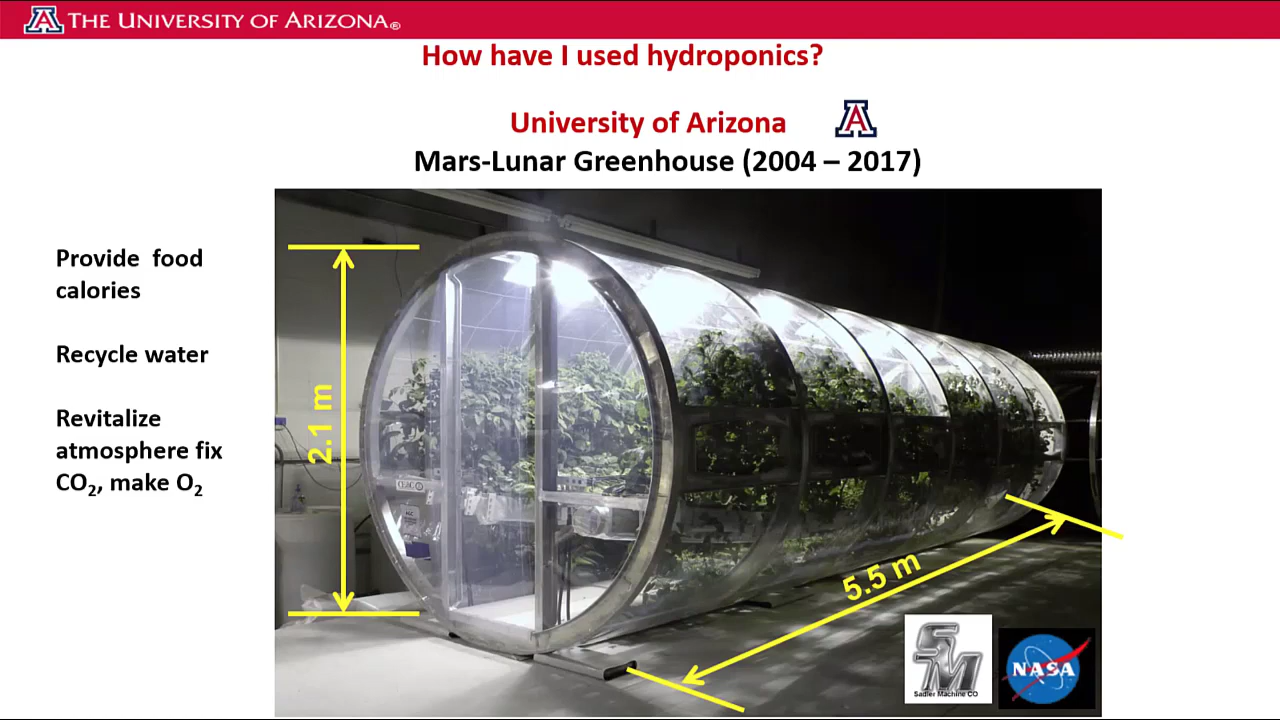 THE UNIVERSITY OF ARIZONA®
How have I used hydroponics?
University of Arizona
Mars-Lunar Greenhouse (2004 – 2017)
Provide food
calories
Recycle water
Revitalize
atmosphere fix
CO2, make O2
2.1 m
5.5 m
SM
Sadler Machine CO
NASA